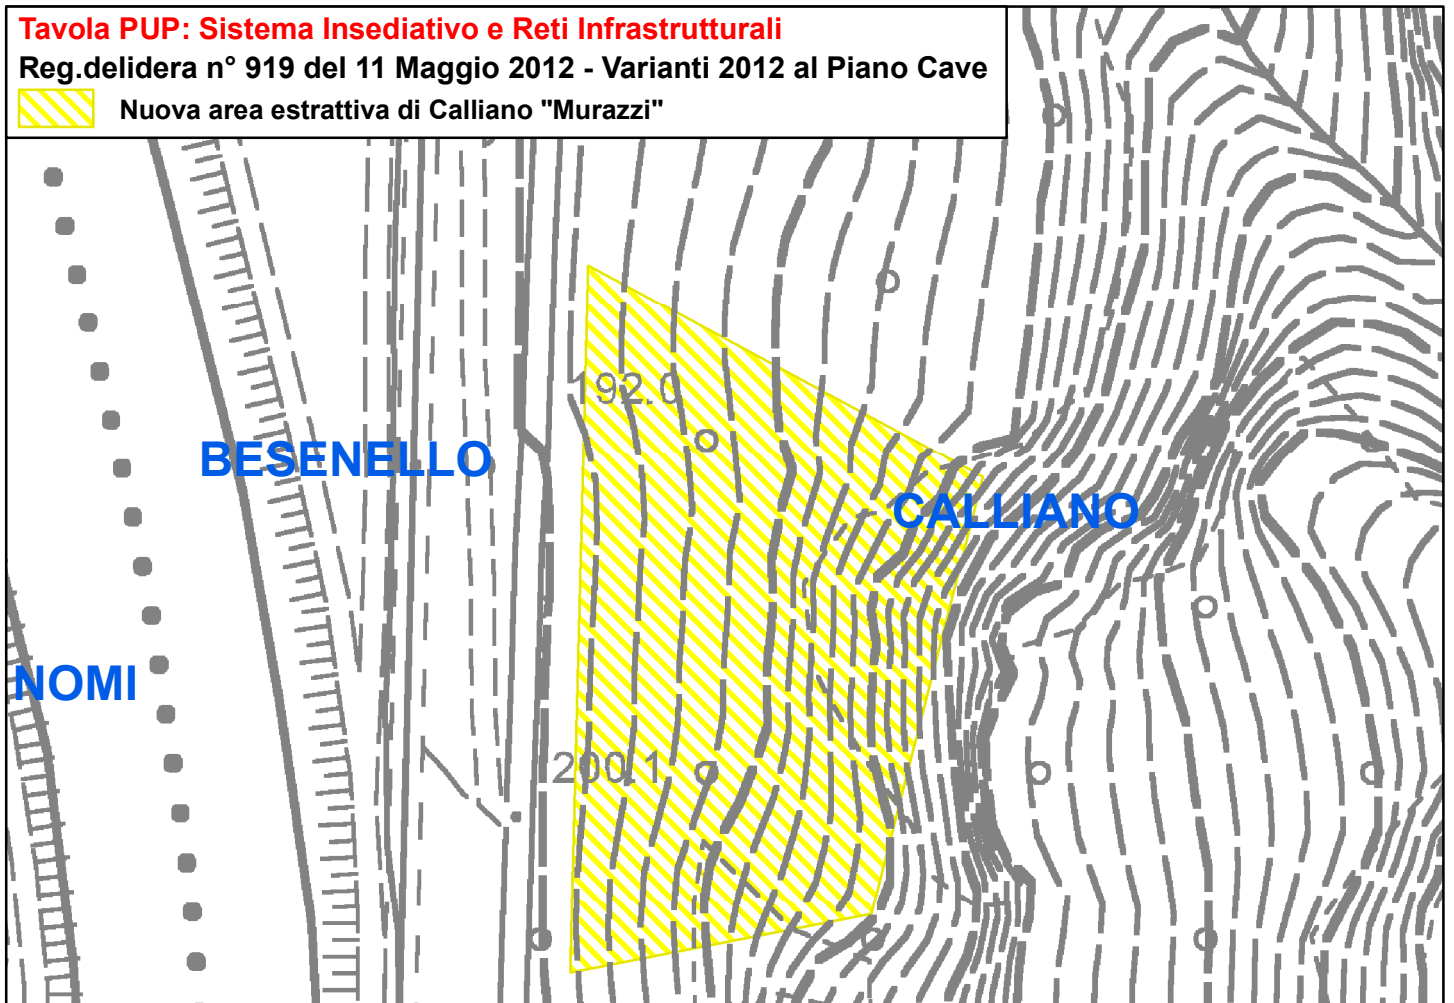 Tavola PUP: Sistema Insediativo e Reti Infrastrutturali
Reg.delidera n° 919 del 11 Maggio 2012 - Varianti 2012 al Piano Cave
Nuova area estrattiva di Calliano "Murazzi"
192.0
BESENELLO
CALLIANO
NOMI
200.1